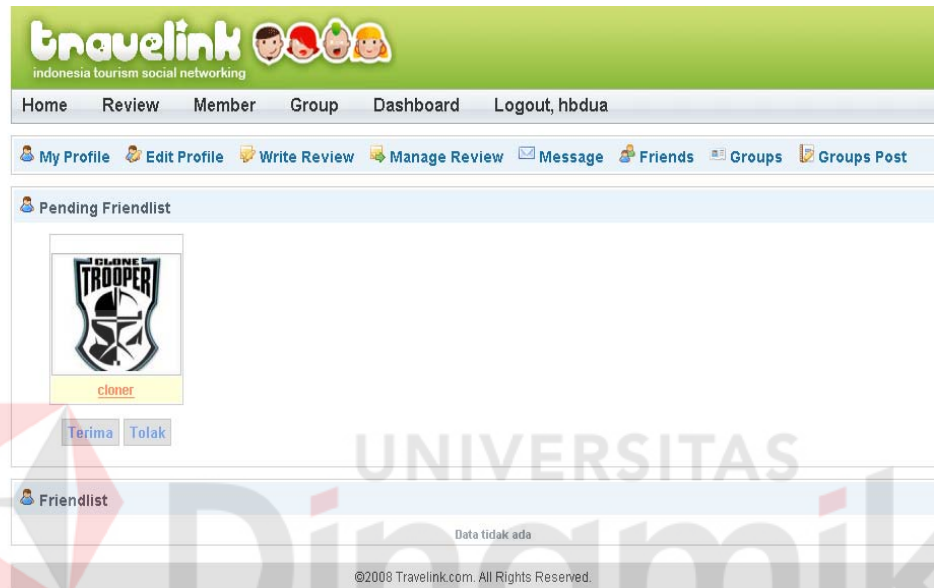 travelink
indonesia tourism social networking
Home Review Member Group Dashboard Logout, hbdua
My Profile Edit Profile Write Review Manage Review Message Friends Groups Groups Post
Pending Friendlist
CLONE
TROOPER
cloner
Terima Tolak
UNIVERSITAS
Dinamik
Friendlist
Data tidak ada
©2008 Travelink.com. All Rights Reserved.